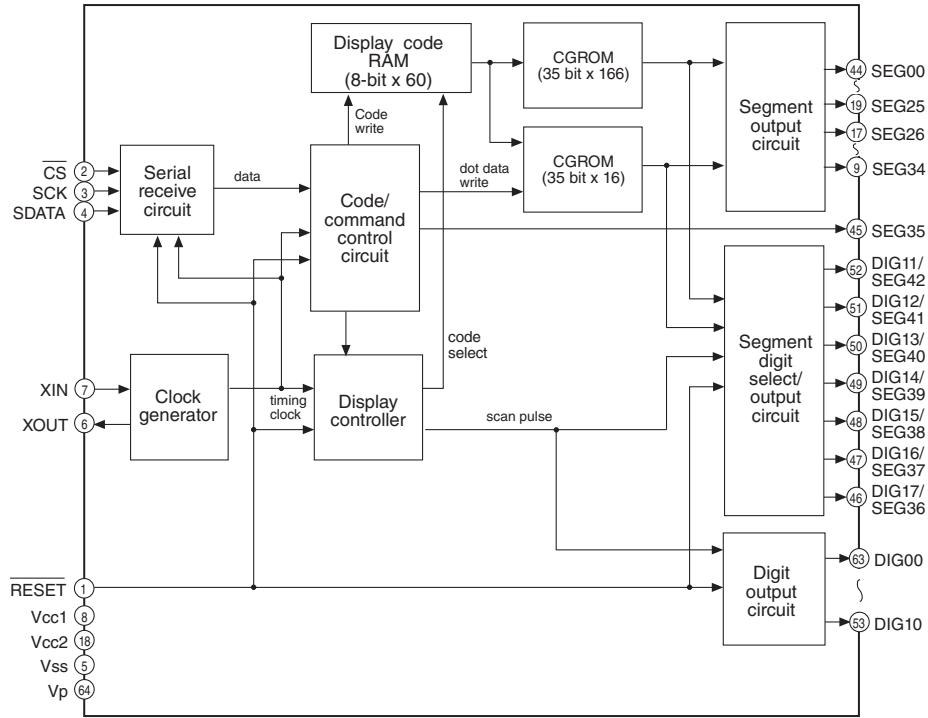 Display code
RAM
(8-bit x 60)
CGROM
(35 bit x 166)
CGROM
(35 bit x 16)
Segment
output
circuit
44 SEG00
19 SEG25
17 SEG26
9 SEG34
45 SEG35
Code
write
dot data
write
CS 2
SCK 3
SDATA 4
Serial
receive
circuit
data
Code/
command
control
circuit
code
select
52 DIG11/
SEG42
51 DIG12/
SEG41
50 DIG13/
SEG40
49 DIG14/
SEG39
48 DIG15/
SEG38
47 DIG16/
SEG37
46 DIG17/
SEG36
Segment
digit
select/
output
circuit
XIN 7
XOUT 6
Clock
generator
timing
clock
Display
controller
scan pulse
RESET 1
Vcc1 8
Vcc2 18
Vss 5
Vp 64
Digit
output
circuit
63 DIG00
53 DIG10